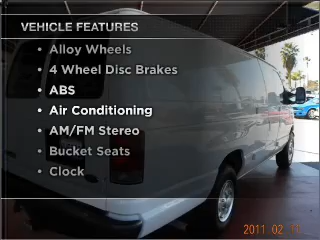 VEHICLE FEATURES
• Alloy Wheels
• 4 Wheel Disc Brakes
• ABS
• Air Conditioning
• AM/FM Stereo
• Bucket Seats
• Clock
2011 02